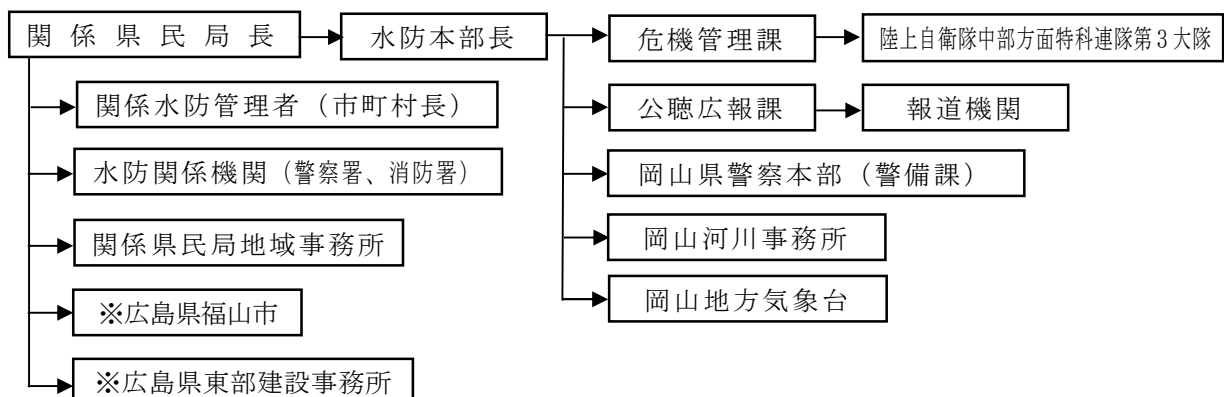 関係県民局長
水防本部長
危機管理課
陸上自衛隊中部方面特科連隊第３大隊
関係水防管理者（市町村長）
公聴広報課
報道機関
水防関係機関（警察署、消防署）
岡山県警察本部（警備課）
関係県民局地域事務所
岡山河川事務所
※広島県福山市
岡山地方気象台
※広島県東部建設事務所